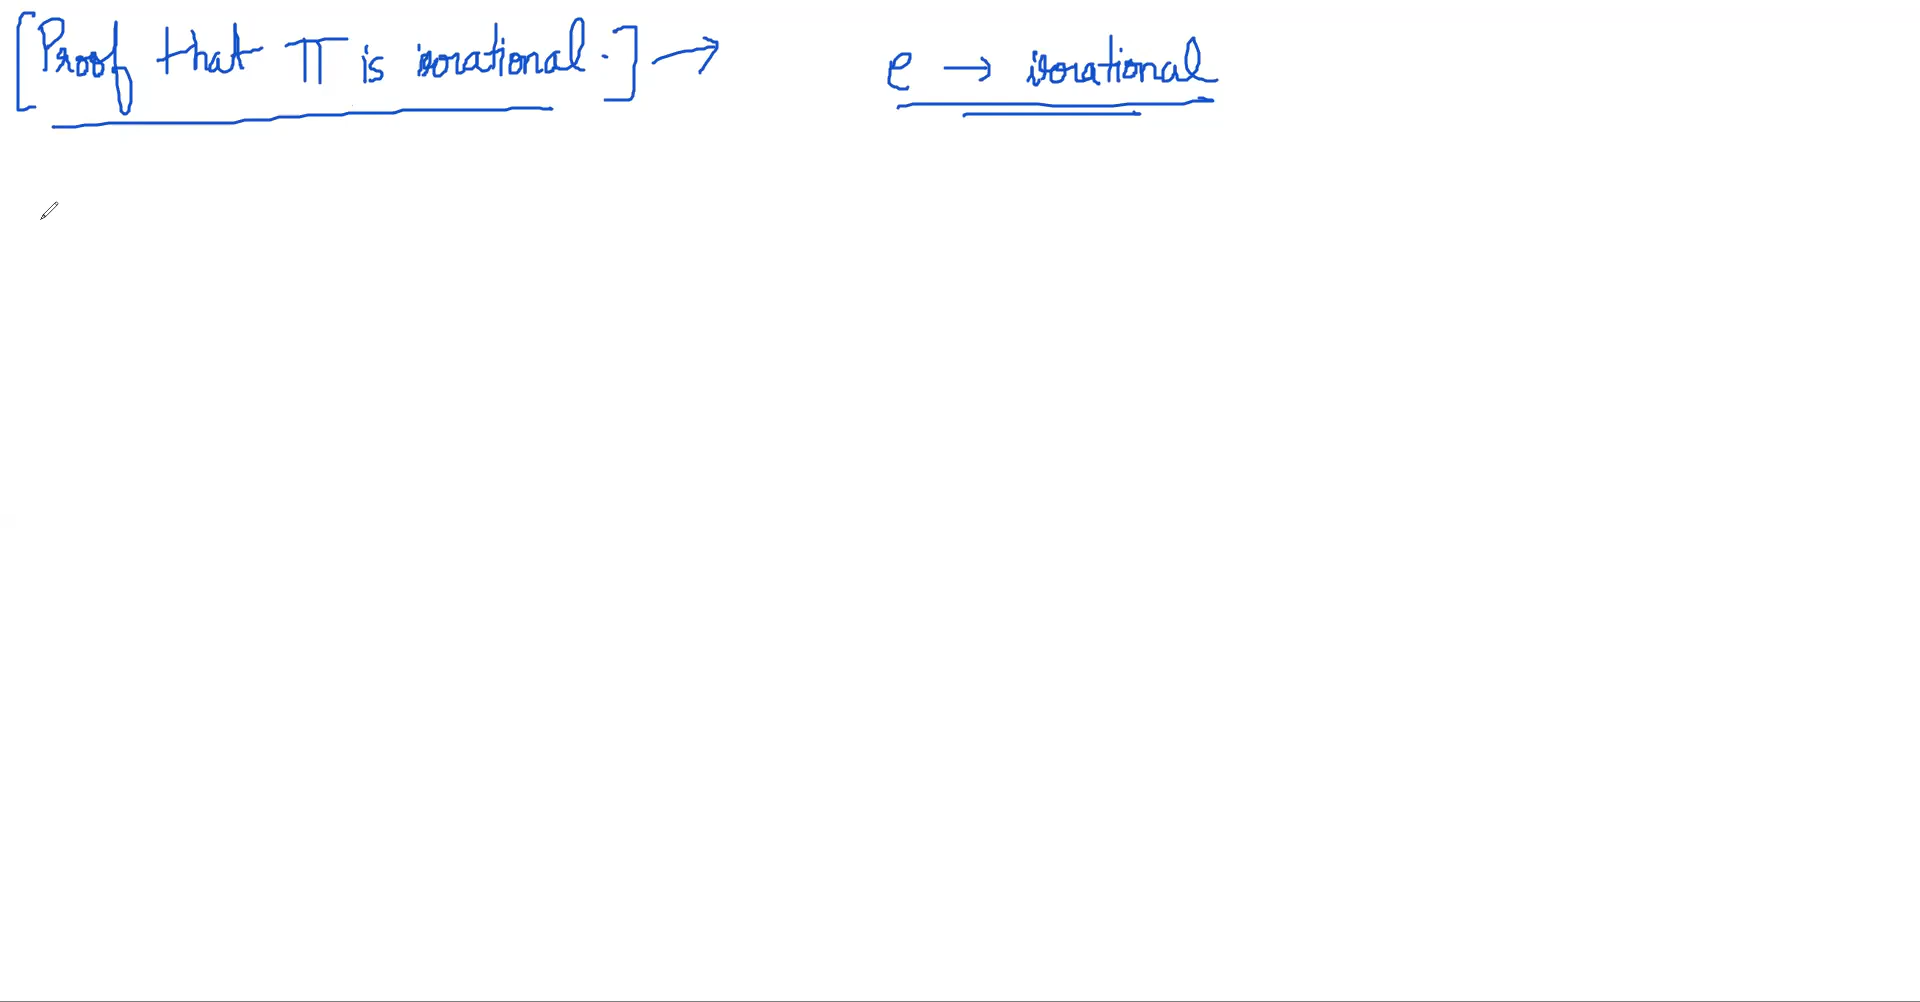 [Proof that π is irrational.] → e → irrational